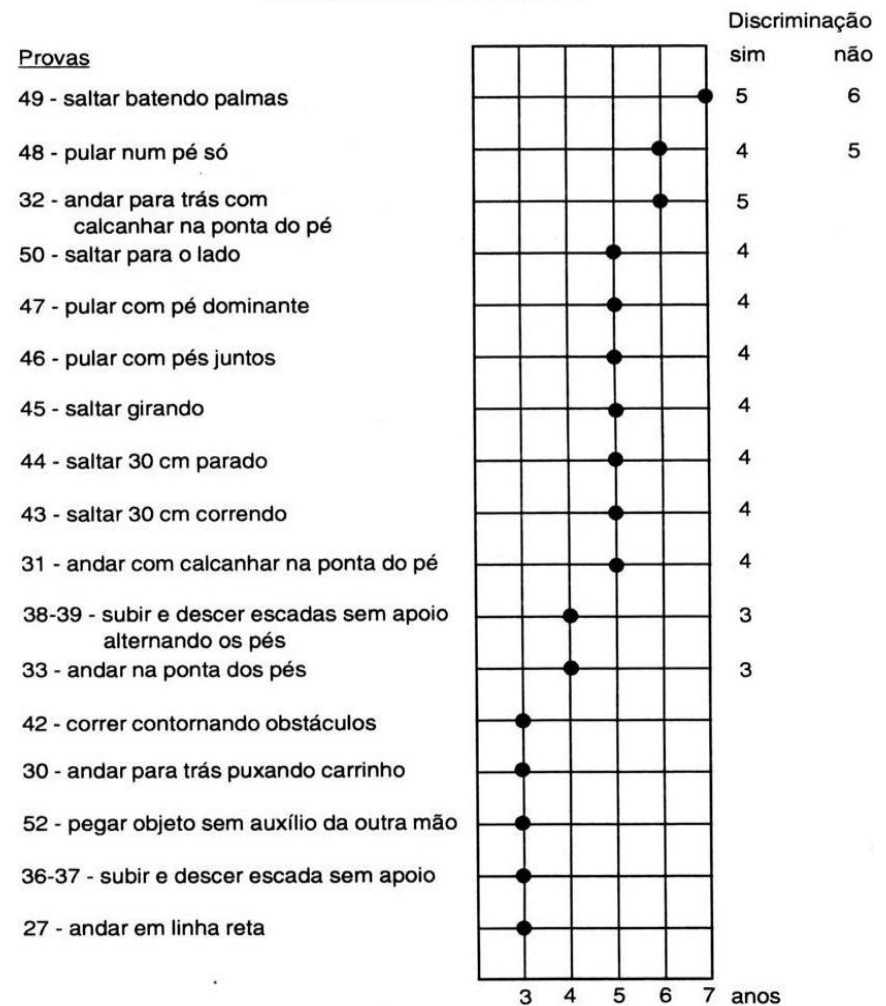 Discriminação
Provas sim não
49 - saltar batendo palmas 5 6
48 - pular num pé só 4 5
32 - andar para trás com
calcanhar na ponta do pé 5
50 - saltar para o lado 4
47 - pular com pé dominante 4
46 - pular com pés juntos 4
45 - saltar girando 4
44 - saltar 30 cm parado 4
43 - saltar 30 cm correndo 4
31 - andar com calcanhar na ponta do pé 4
38-39 - subir e descer escadas sem apoio 3
alternando os pés
33 - andar na ponta dos pés 3
42 - correr contornando obstáculos
30 - andar para trás puxando carrinho
52 - pegar objeto sem auxílio da outra mão
36-37 - subir e descer escada sem apoio
27 - andar em linha reta
3 4 5 6 7 anos